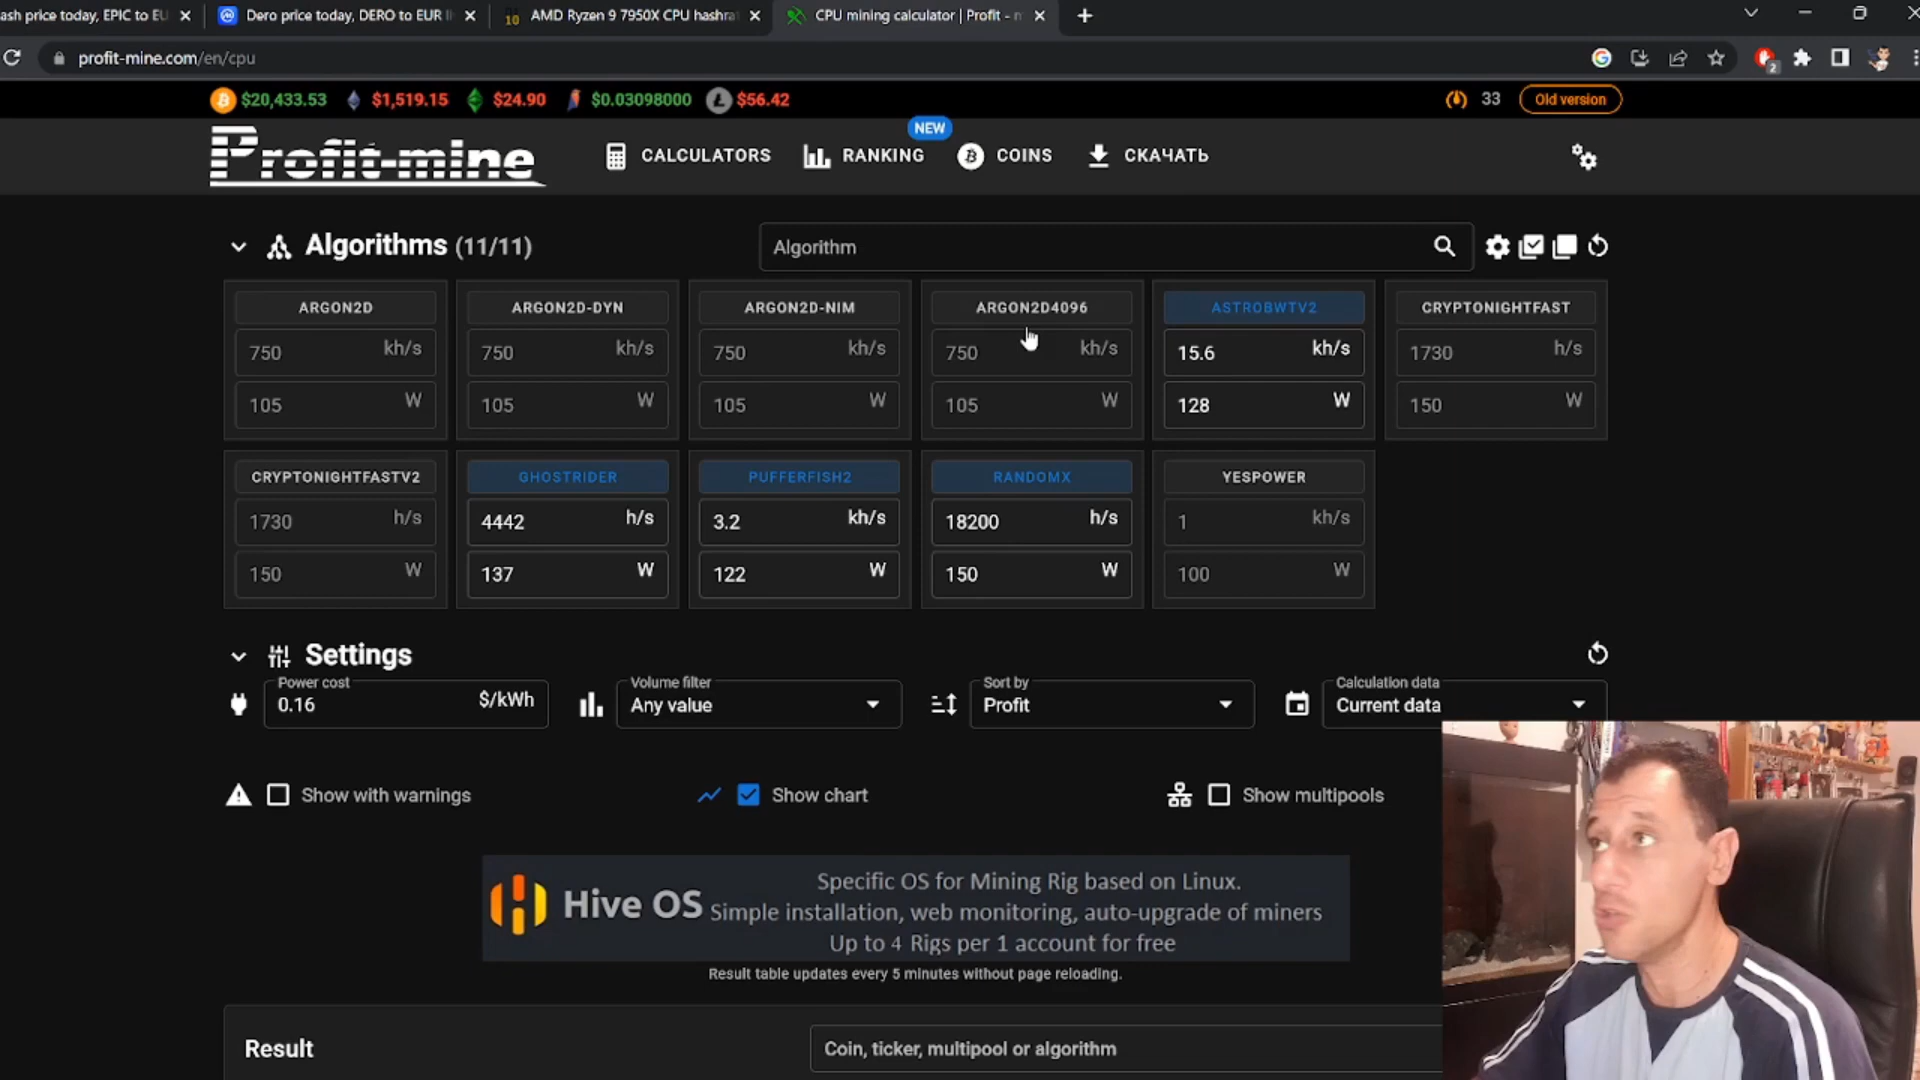 ash price today, EPIC to EU
Dero price today, DERO to EUR li
10 AMD Ryzen 9 7950X CPU hashra
CPU mining calculator | Profit - m
profit-mine.com/en/cpu
2
$20,433.53 $1,519.15 $24.90 $0.03098000 $56.42
33 Old version
Profit-mine
CALCULATORS
NEW
RANKING
COINS
СКАЧАТЬ
Algorithms (11/11)
Algorithm
ARGON2D ARGON2D-DYN ARGON2D-NIM ARGON2D4096 ASTROBWTV2 CRYPTONIGHTFAST
750 kh/s 750 kh/s 750 kh/s 750 kh/s 15.6 kh/s 1730 h/s
105 W 105 W 105 W 105 W 128 W 150 W
CRYPTONIGHTFASTV2 GHOSTRIDER PUFFERFISH2 RANDOMX YESPOWER
1730 h/s 4442 h/s 3.2 kh/s 18200 h/s 1 kh/s
150 W 137 W 122 W 150 W 100 W
Settings
Power cost Volume filter Sort by Calculation data
0.16 $/kWh Any value Profit Current data
Show with warnings Show chart Show multipools
Hive OS
Specific OS for Mining Rig based on Linux.
Simple installation, web monitoring, auto-upgrade of miners
Up to 4 Rigs per 1 account for free
Result table updates every 5 minutes without page reloading.
Result
Coin, ticker, multipool or algorithm